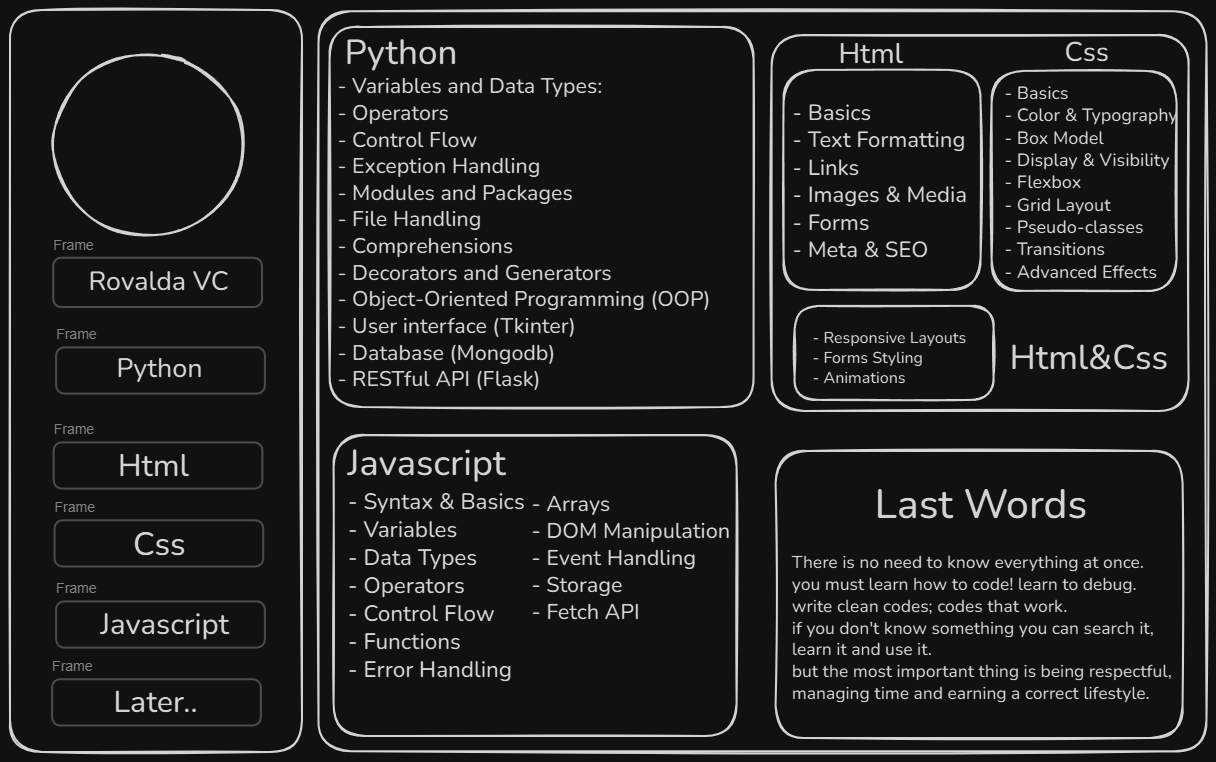 Frame
Rovalda VC
Frame
Python
Frame
Html
Frame
Css
Frame
Javascript
Frame
Later..
Python
- Variables and Data Types:
- Operators
- Control Flow
- Exception Handling
- Modules and Packages
- File Handling
- Comprehensions
- Decorators and Generators
- Object-Oriented Programming (OOP)
- User interface (Tkinter)
- Database (Mongodb)
- RESTful API (Flask)
Html
- Basics
- Text Formatting
- Links
- Images & Media
- Forms
- Meta & SEO
Css
- Basics
- Color & Typography
- Box Model
- Display & Visibility
- Flexbox
- Grid Layout
- Pseudo-classes
- Transitions
- Advanced Effects
- Responsive Layouts
- Forms Styling
- Animations
Html&Css
Javascript
- Syntax & Basics
- Variables
- Data Types
- Operators
- Control Flow
- Functions
- Error Handling
- Arrays
- DOM Manipulation
- Event Handling
- Storage
- Fetch API
Last Words
There is no need to know everything at once.
you must learn how to code! learn to debug.
write clean codes; codes that work.
if you don't know something you can search it,
learn it and use it.
but the most important thing is being respectful,
managing time and earning a correct lifestyle.